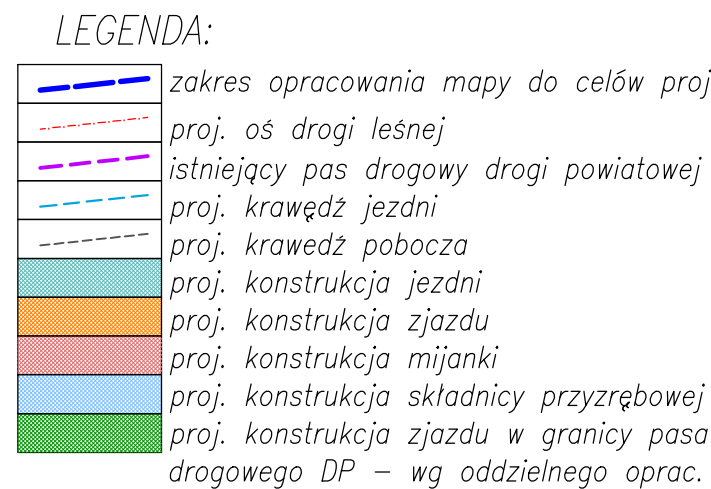 LEGENDA:
zakres opracowania mapy do celów proj
proj. oś drogi leśnej
istniejący pas drogowy drogi powiatowej
proj. krawędź jezdni
proj. krawedź pobocza
proj. konstrukcja jezdni
proj. konstrukcja zjazdu
proj. konstrukcja mijanki
proj. konstrukcja składnicy przyzrębowej
proj. konstrukcja zjazdu w granicy pasa
drogowego DP – wg oddzielnego oprac.